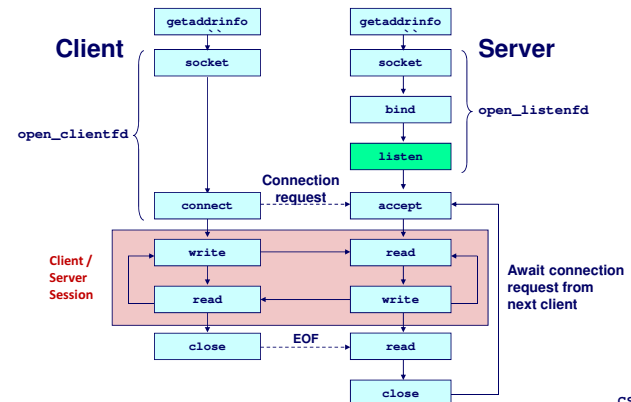 getaddrinfo
getaddrinfo
Client
Server
socket
socket
bind
open_clientfd
open_listenfd
listen
Connection
request
connect
accept
Client /
Server
Session
write
read
Await connection
request from
next client
read
write
close
EOF
read
close
CS